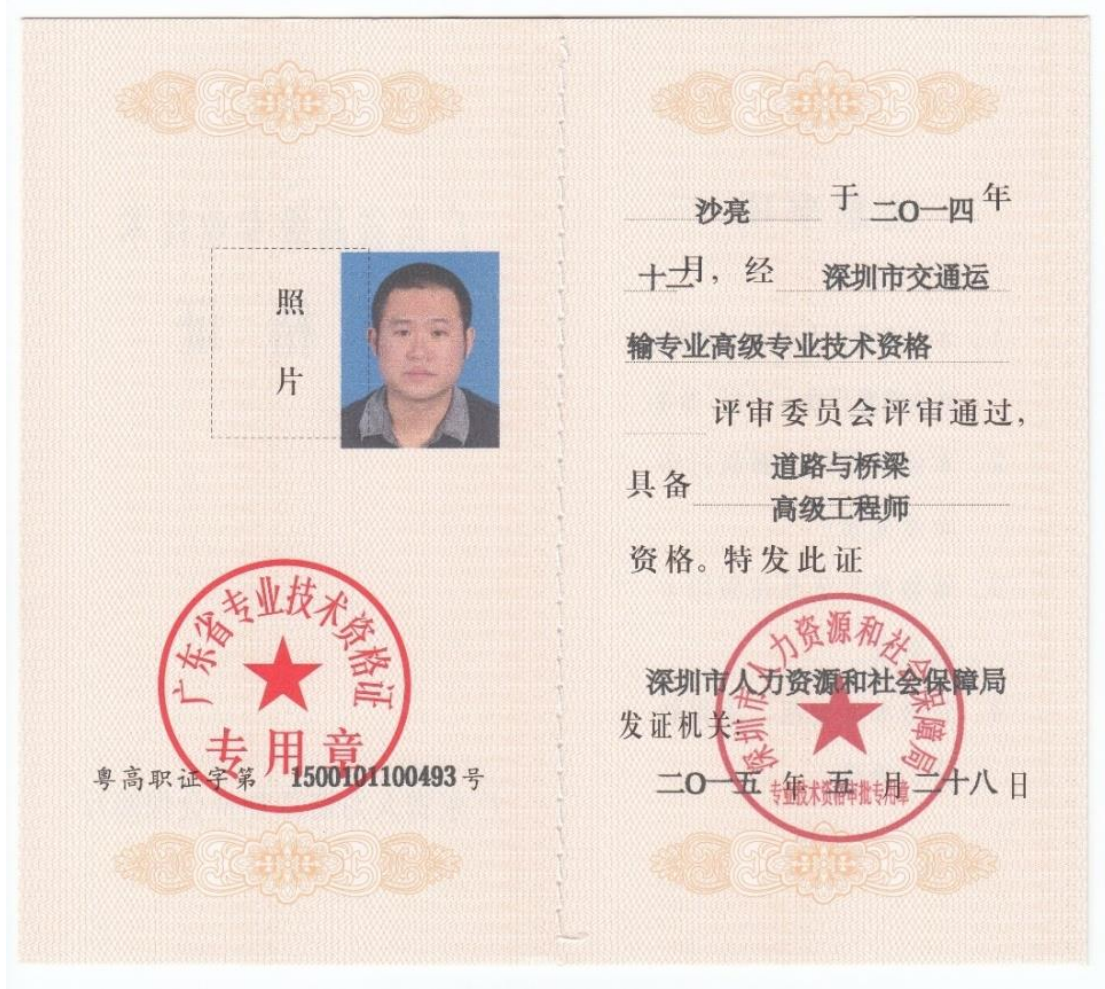 照
片
广东省专业技术资格证
专用章
粤高职证字第 1500101100493 号
沙亮 于 二O一四 年
十二月，经 深圳市交通运
输专业高级专业技术资格
评审委员会评审通过，
具备 道路与桥梁
高级工程师
资格。特发此证
深圳市人力资源和社会保障局
深圳市人力资源和社会保障局
发证机关：
二O一五 年 五 月 二十八 日
专业技术资格审批专用章